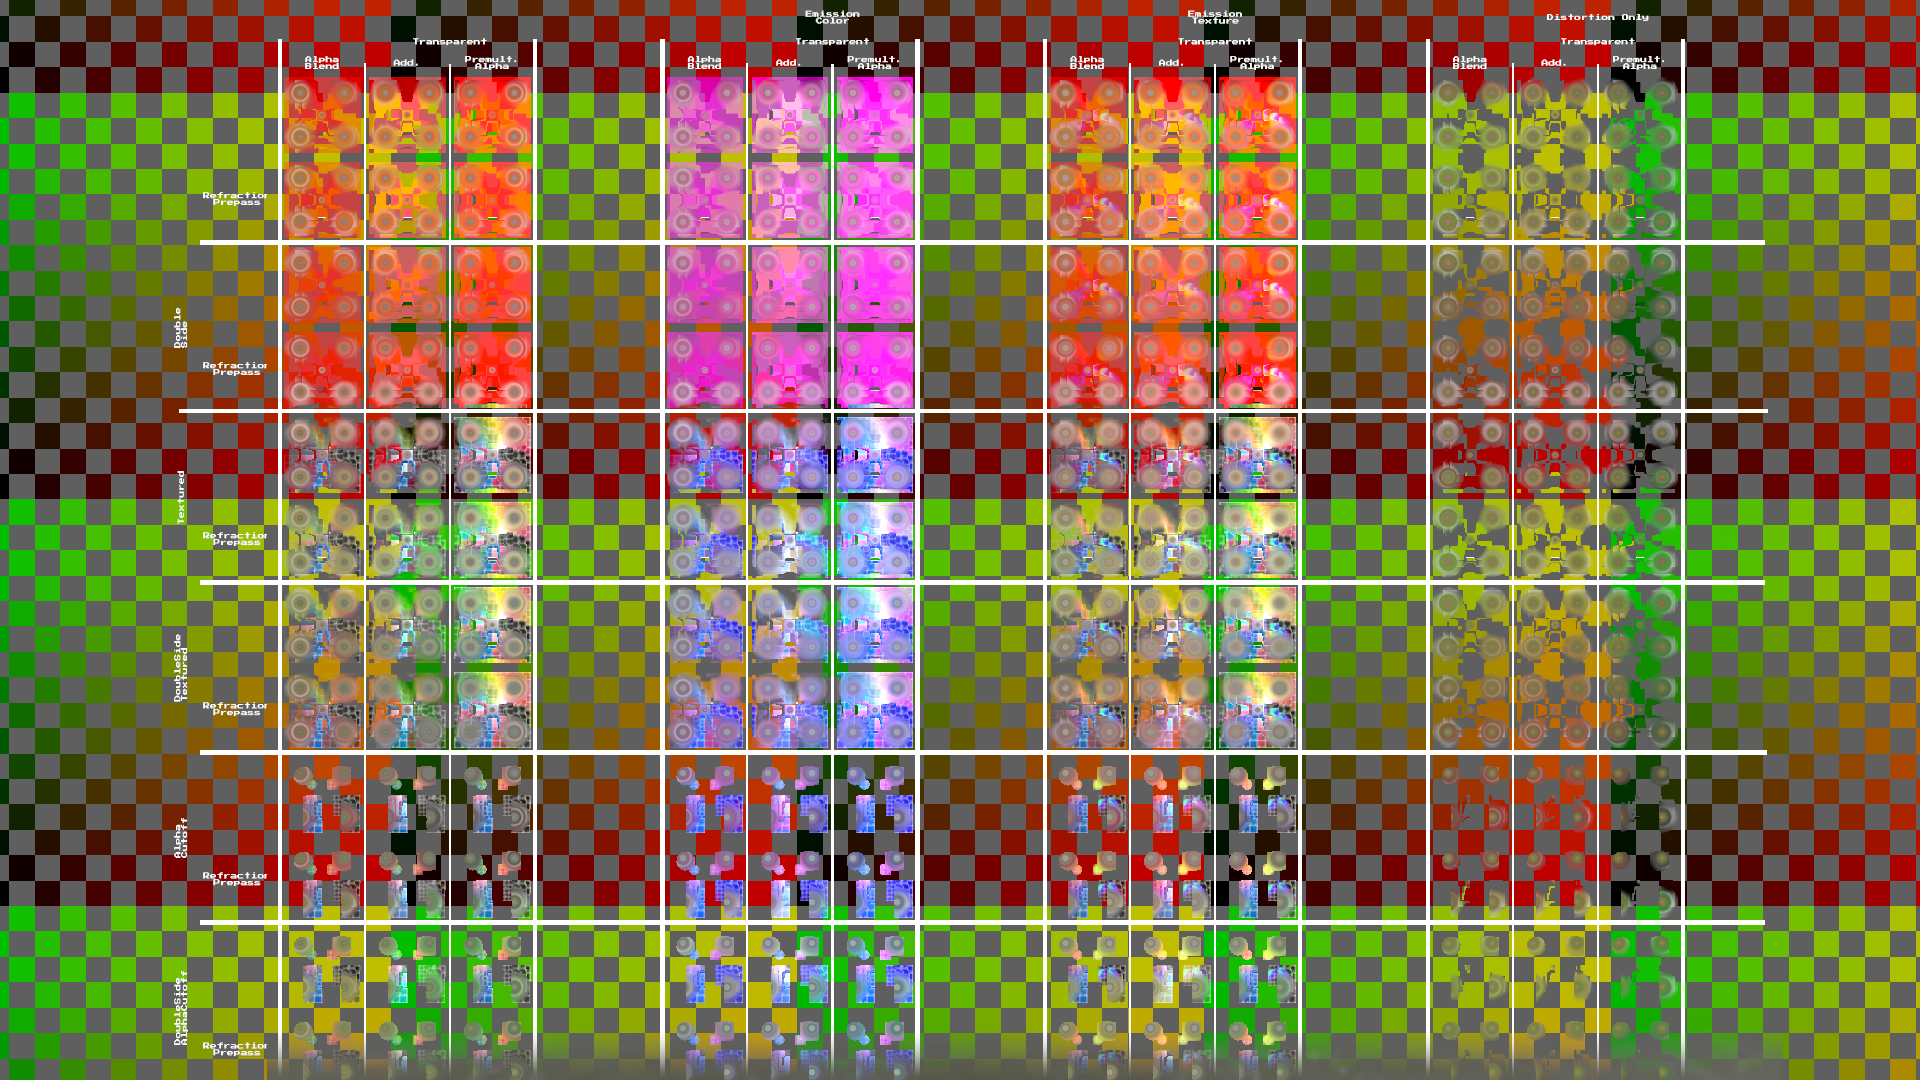 Emission
Color
Emission
Texture
Distortion Only
Transparent
Transparent
Transparent
Transparent
Alpha
Blend
Add.
Premult.
Alpha
Alpha
Blend
Add.
Premult.
Alpha
Alpha
Blend
Add.
Premult.
Alpha
Alpha
Blend
Add.
Premult.
Alpha
Refraction
Prepass
Double
Side
Refraction
Prepass
Textured
Refraction
Prepass
DoubleSide
Textured
Refraction
Prepass
Alpha
Cutoff
Refraction
Prepass
DoubleSide
AlphaCutoff
Refraction
Prepass